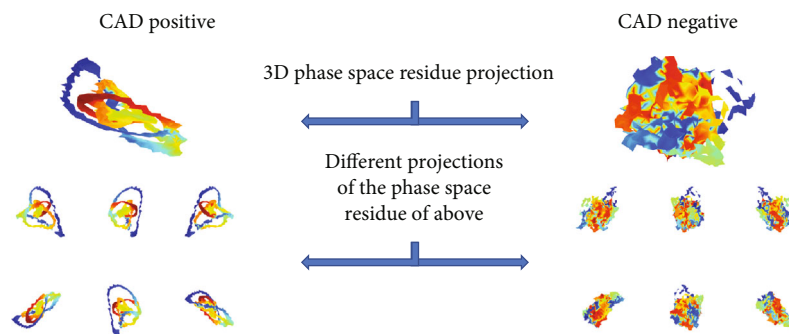 CAD positive
CAD negative
3D phase space residue projection
Different projections
of the phase space
residue of above